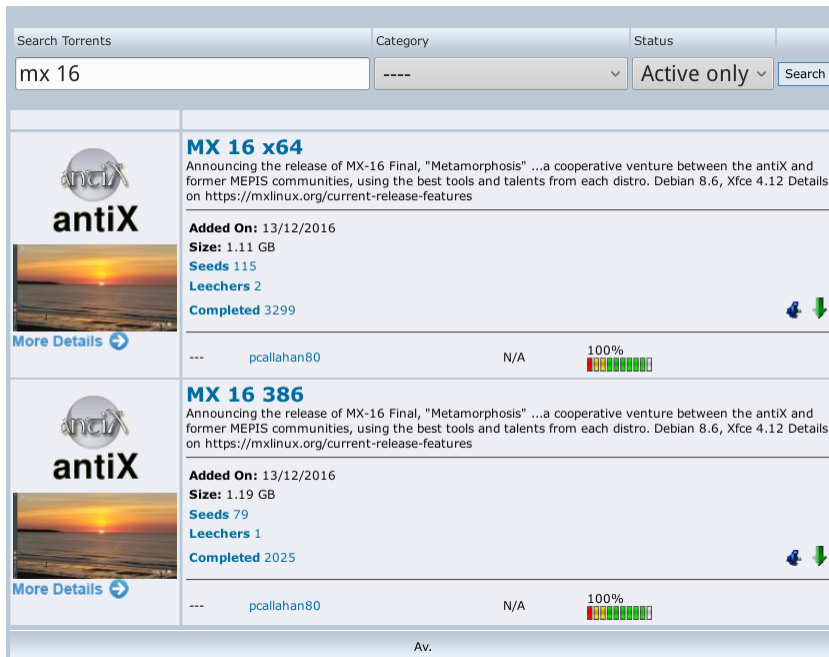 Search Torrents Category Status
mx 16 ---- Active only Search
MX 16 x64
Announcing the release of MX-16 Final, "Metamorphosis" ...a cooperative venture between the antiX and
former MEPIS communities, using the best tools and talents from each distro. Debian 8.6, Xfce 4.12 Details
on https://mxlinux.org/current-release-features
antiX
antiX
Added On: 13/12/2016
Size: 1.11 GB
Seeds 115
Leechers 2
Completed 3299
More Details
--- pcallahan80 N/A 100%
MX 16 386
Announcing the release of MX-16 Final, "Metamorphosis" ...a cooperative venture between the antiX and
former MEPIS communities, using the best tools and talents from each distro. Debian 8.6, Xfce 4.12 Details
on https://mxlinux.org/current-release-features
antiX
antiX
Added On: 13/12/2016
Size: 1.19 GB
Seeds 79
Leechers 1
Completed 2025
More Details
--- pcallahan80 N/A 100%
Av.